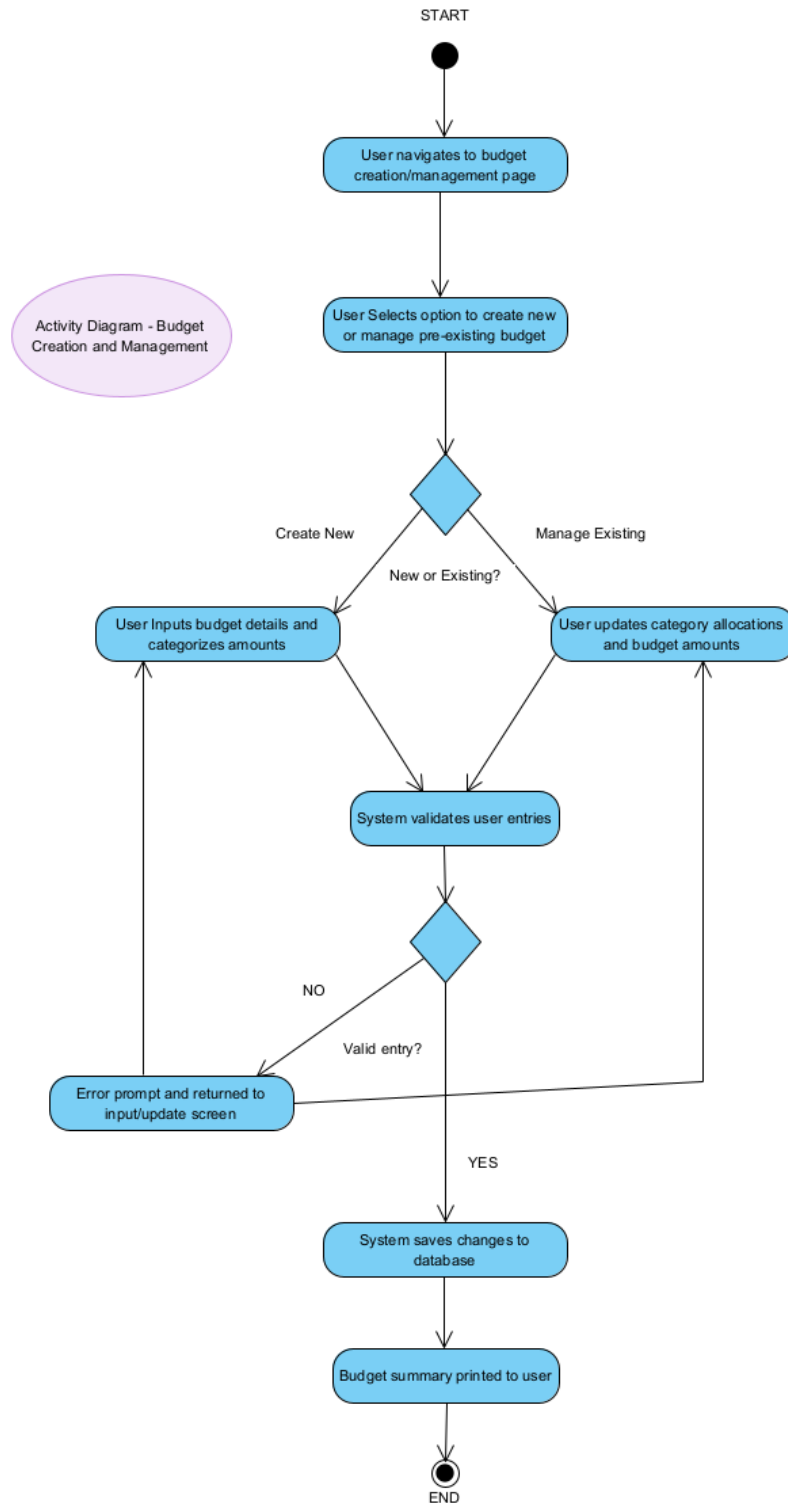 START
User navigates to budget
creation/management page
Activity Diagram - Budget
Creation and Management
User Selects option to create new
or manage pre-existing budget
Create New
Manage Existing
New or Existing?
User Inputs budget details and
categorizes amounts
User updates category allocations
and budget amounts
System validates user entries
NO
Valid entry?
Error prompt and returned to
input/update screen
YES
System saves changes to
database
Budget summary printed to user
END